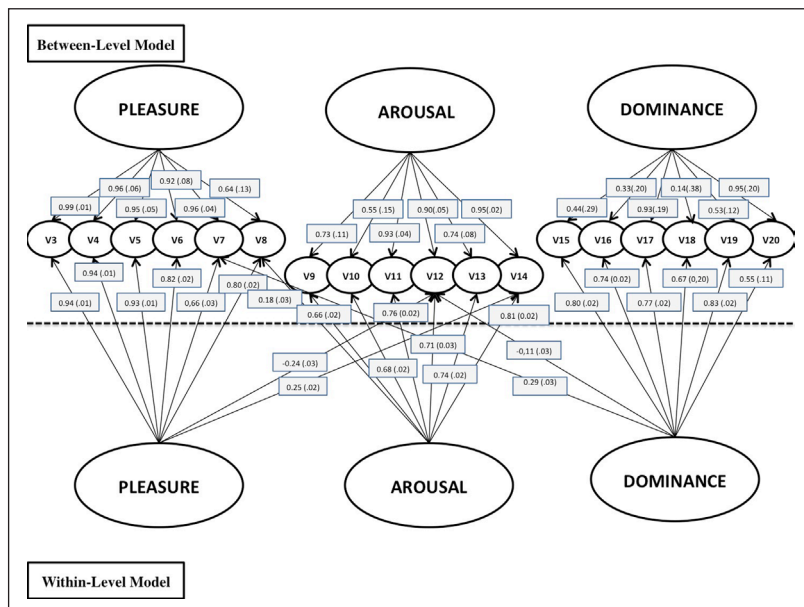 Between-Level Model
PLEASURE
AROUSAL
DOMINANCE
0.99 (.01)
0.96 (.06)
0.95 (.05)
0.92 (.08)
0.96 (.04)
0.64 (.13)
0.73 (.11)
0.55 (.15)
0.93 (.04)
0.90(.05)
0.74 (.08)
0.95(.02)
0.44(.29)
0.33(.20)
0.93(.19)
0.14(.38)
0.53(.12)
0.95(.20)
V3
V4
V5
V6
V7
V8
V9
V10
V11
V12
V13
V14
V15
V16
V17
V18
V19
V20
0.94 (.01)
0.94 (.01)
0.93 (.01)
0.82 (.02)
0,66 (.03)
0.80 (.02)
0.18 (.03)
0.66 (.02)
0.68 (.02)
0.76 (0.02)
0.71 (0.03)
0.74 (.02)
0.81 (0.02)
0.80 (.02)
0.74 (0.02)
0.77 (.02)
0.67 (0,20)
0.83 (.02)
0.55 (.11)
-0.24 (.03)
0.25 (.02)
-0,11 (.03)
0.29 (.03)
PLEASURE
AROUSAL
DOMINANCE
Within-Level Model